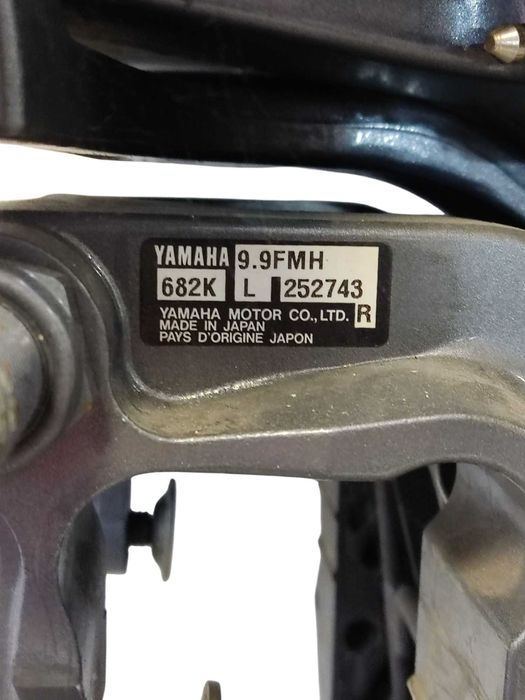 YAMAHA 9.9FMH
682K L 252743
YAMAHA MOTOR CO.,LTD. R
MADE IN JAPAN
PAYS D'ORIGINE JAPON